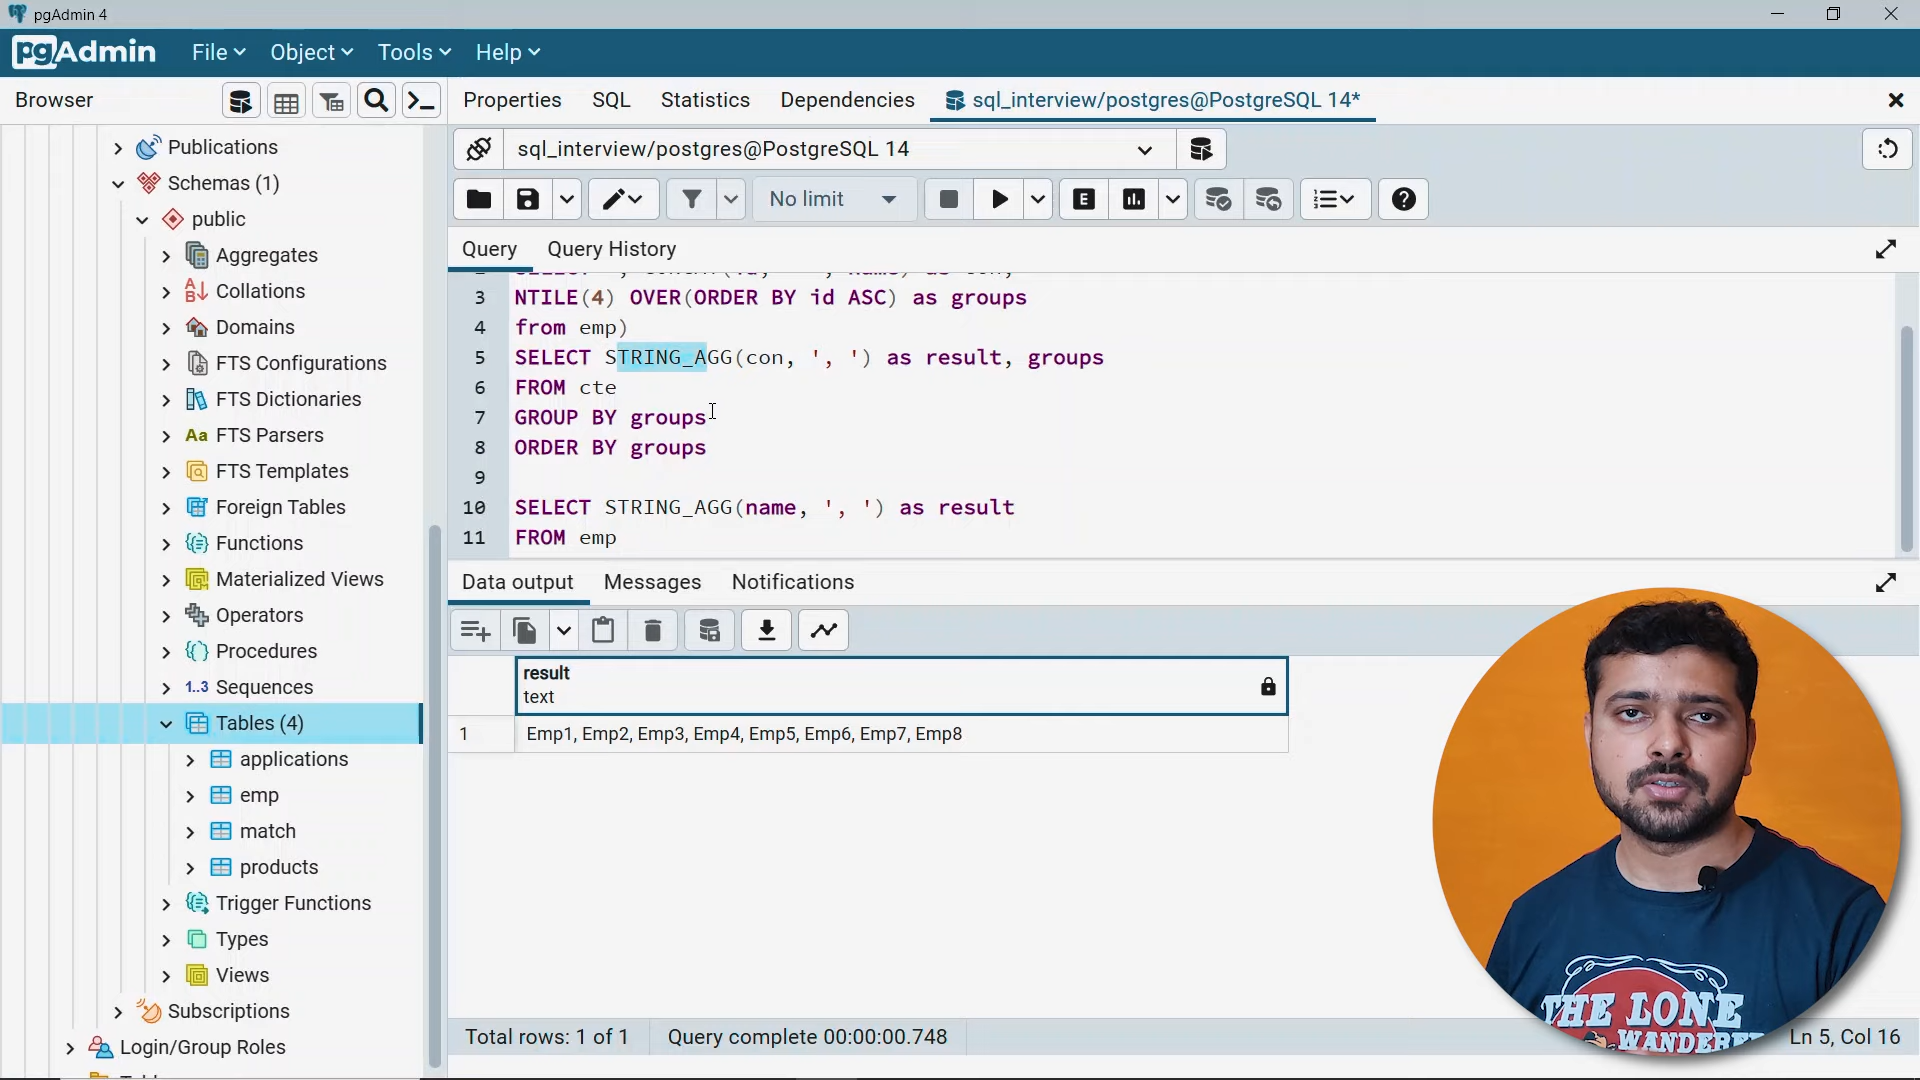 pgAdmin 4
pgAdmin File Object Tools Help
Browser
Properties SQL Statistics Dependencies sql_interview/postgres@PostgreSQL 14*
sql_interview/postgres@PostgreSQL 14
No limit
Query Query History
Publications
Schemas (1)
public
Aggregates
Collations
Domains
FTS Configurations
FTS Dictionaries
Aa FTS Parsers
FTS Templates
Foreign Tables
Functions
Materialized Views
Operators
Procedures
1..3 Sequences
Tables (4)
applications
emp
match
products
Trigger Functions
Types
Views
Subscriptions
Login/Group Roles
3 NTILE(4) OVER(ORDER BY id ASC) as groups
4 from emp)
5 SELECT STRING_AGG(con, ', ') as result, groups
6 FROM cte
7 GROUP BY groups
8 ORDER BY groups
9
10 SELECT STRING_AGG(name, ', ') as result
11 FROM emp
Data output Messages Notifications
result
text
1 Emp1, Emp2, Emp3, Emp4, Emp5, Emp6, Emp7, Emp8
Total rows: 1 of 1 Query complete 00:00:00.748 Ln 5, Col 16
THE LONE
WANDERE